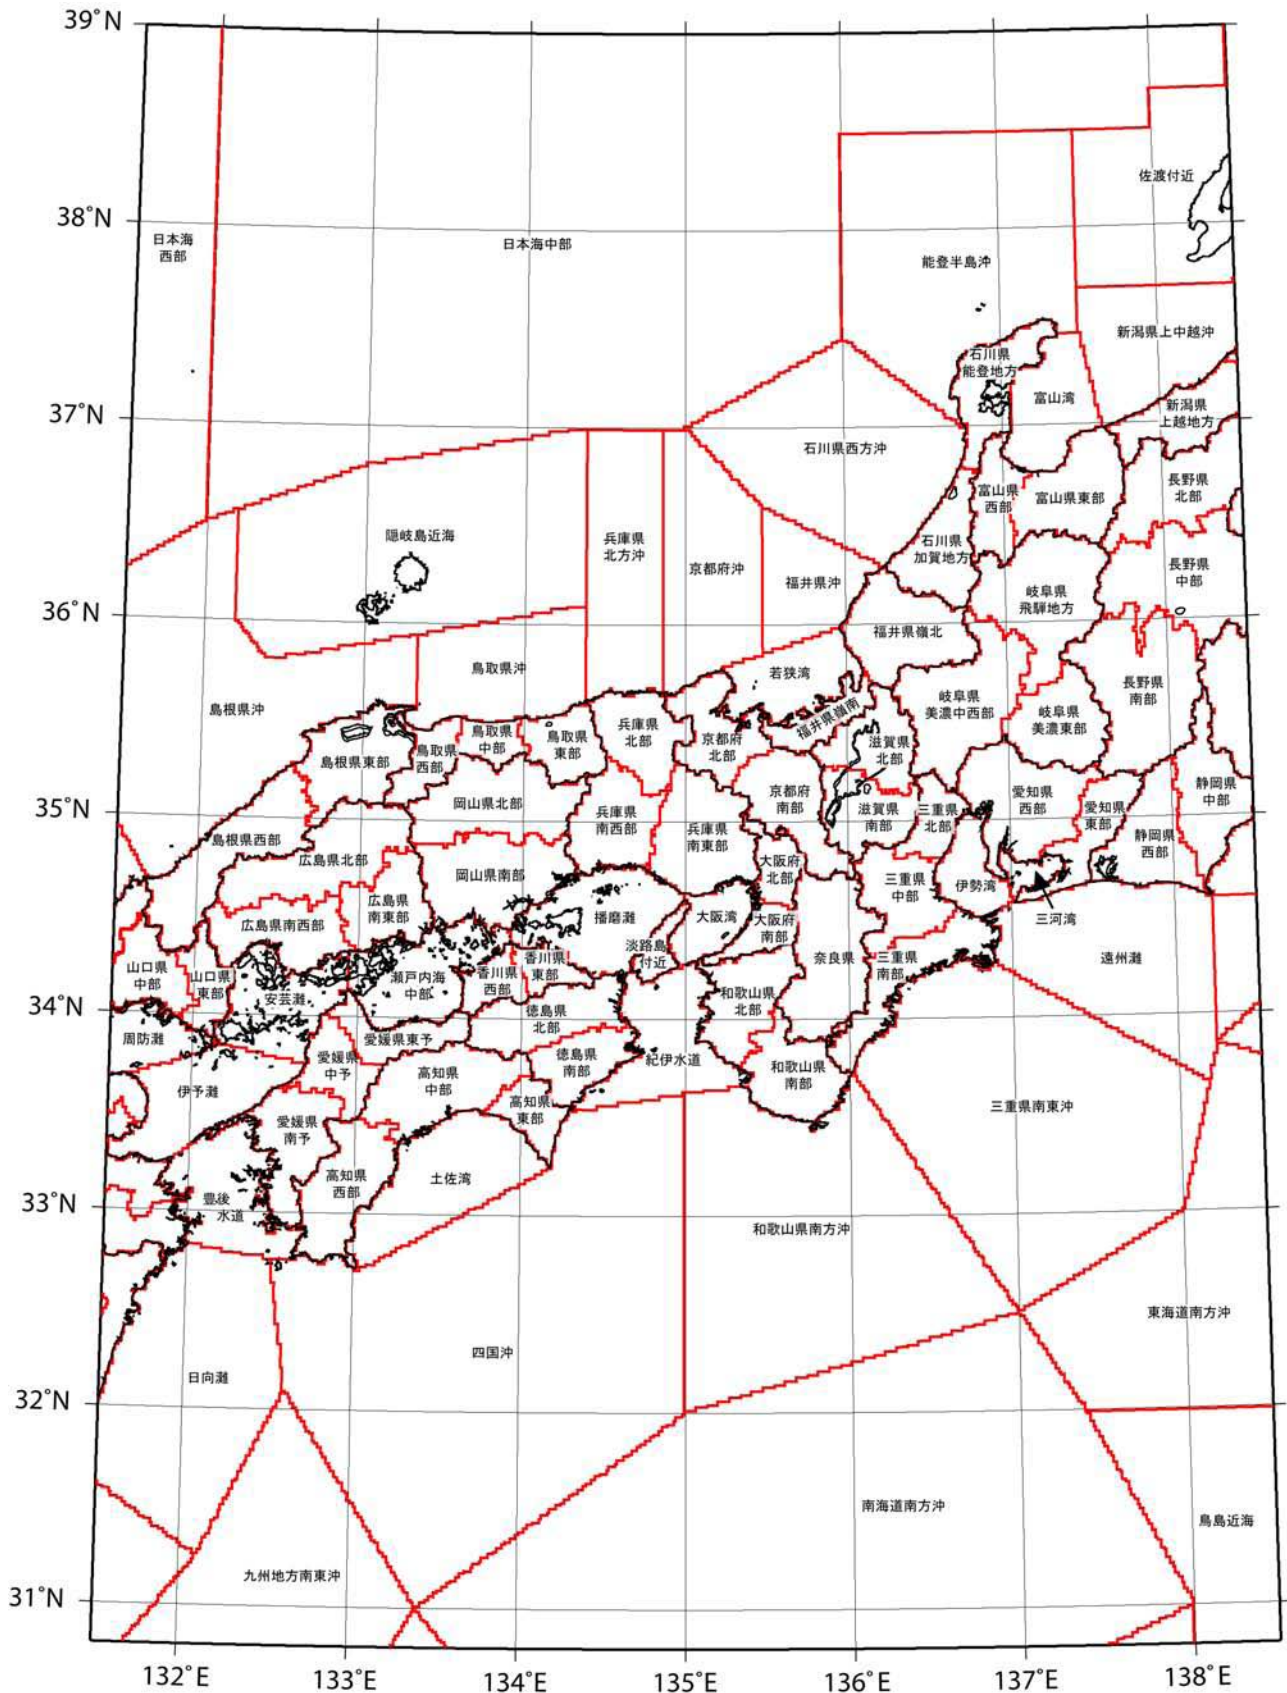 39°N
佐渡付近
38°N
日本海
西部
日本海中部
能登半島沖
新潟県上中越沖
石川県
能登地方
富山湾
新潟県
上越地方
37°N
石川県西方沖
長野県
北部
富山県
西部
富山県東部
隠岐島近海
兵庫県
北方沖
石川県
加賀地方
京都府沖
福井県沖
長野県
中部
岐阜県
飛騨地方
36°N
福井県嶺北
鳥取県沖
若狭湾
長野県
南部
島根県沖
岐阜県
美濃中西部
岐阜県
美濃東部
福井県嶺南
鳥取県
中部
鳥取県
東部
兵庫県
北部
京都府
北部
滋賀県
北部
島根県東部
鳥取県
西部
静岡県
中部
岡山県北部
京都府
南部
愛知県
西部
35°N
兵庫県
南西部
滋賀県
南部
三重県
北部
愛知県
東部
兵庫県
南東部
静岡県
西部
島根県西部
広島県北部
大阪府
北部
岡山県南部
三重県
中部
伊勢湾
広島県
南東部
播磨灘
大阪湾
三河湾
広島県南西部
大阪府
南部
淡路島
付近
奈良県
三重県
南部
遠州灘
山口県
中部
山口県
東部
香川県
東部
香川県
西部
瀬戸内海
中部
安芸灘
和歌山県
北部
34°N
徳島県
北部
周防灘
愛媛県東予
愛媛県
中予
徳島県
南部
紀伊水道
高知県
中部
和歌山県
南部
伊予灘
高知県
東部
三重県南東沖
愛媛県
南予
高知県
西部
土佐湾
33°N
豊後
水道
和歌山県南方沖
東海道南方沖
四国沖
日向灘
32°N
南海道南方沖
鳥島近海
九州地方南東沖
31°N
132°E
133°E
134°E
135°E
136°E
137°E
138°E